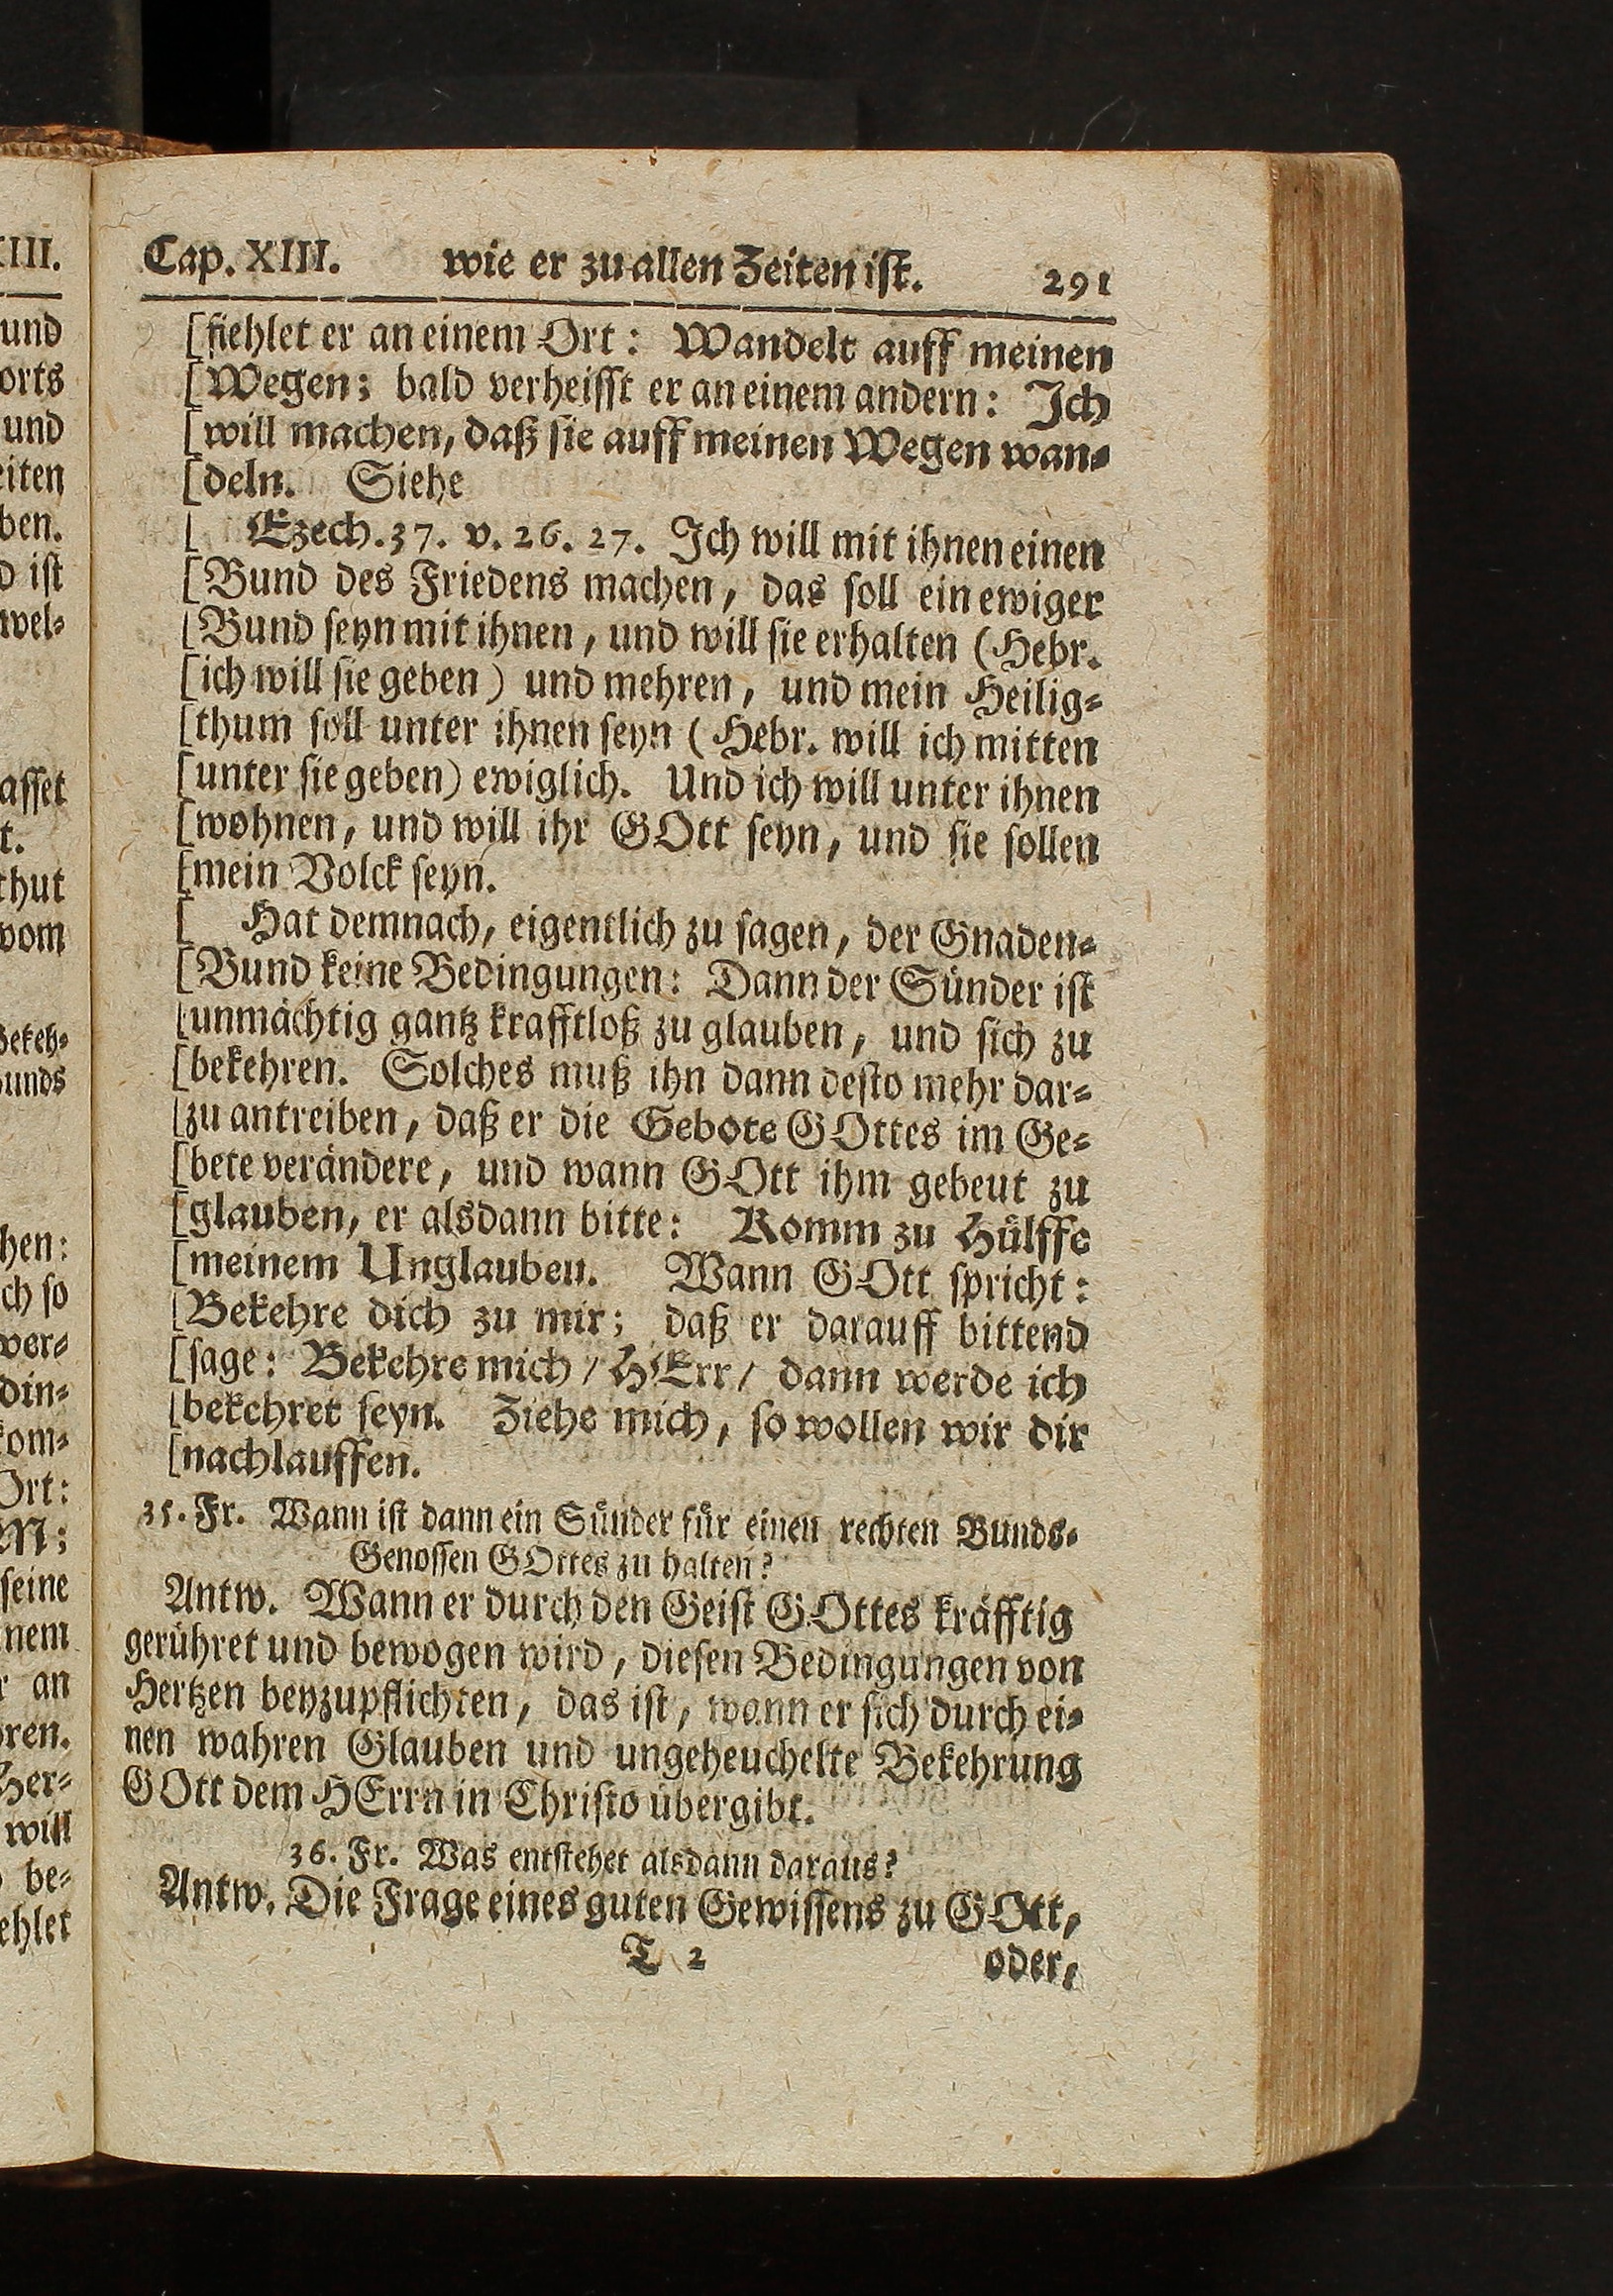 Cap. XIII. wie er zu allen Zeiten ist. 291
[fiehlet er an einem Ort: Wandelt auff meinen
[Wegen; bald verheisst er an einem andern: Ich
[will machen, daß sie auff meinen Wegen wan-
[deln. Siehe
[ Ezech. 37. v. 26. 27. Ich will mit ihnen einen
[Bund des Friedens machen, das soll ein ewiger
[Bund seyn mit ihnen, und will sie erhalten (Hebr.
[ich will sie geben) und mehren, und mein Heilig-
[thum soll unter ihnen seyn (Hebr. will ich mitten
[unter sie geben) ewiglich. Und ich will unter ihnen
[wohnen, und will ihr GOtt seyn, und sie sollen
[mein Volck seyn.
[ Hat demnach, eigentlich zu sagen, der Gnaden-
[Bund keine Bedingungen: Dann der Sünder ist
[unmächtig gantz krafftloß zu glauben, und sich zu
[bekehren. Solches muß ihn dann desto mehr dar-
[zu antreiben, daß er die Gebote GOttes im Ge-
[bete verändere, und wann GOtt ihm gebeut zu
[glauben, er alsdann bitte: Komm zu Hülffe
[meinem Unglauben. Wann GOtt spricht:
[Bekehre dich zu mir; daß er darauff bittend
[sage: Bekehre mich / HErr / dann werde ich
[bekehret seyn. Ziehe mich, so wollen wir dir
[nachlauffen.
35. Fr. Wann ist dann ein Sünder für einen rechten Bunds-
Genossen GOttes zu halten?
Antw. Wann er durch den Geist GOttes kräfftig
gerühret und bewogen wird, diesen Bedingungen von
Hertzen beyzupflichten, das ist, wann er sich durch ei-
nen wahren Glauben und ungeheuchelte Bekehrung
GOtt dem HErrn in Christo übergibt.
36. Fr. Was entstehet alsdann daraus?
Antw. Die Frage eines guten Gewissens zu GOtt,
T 2 oder,